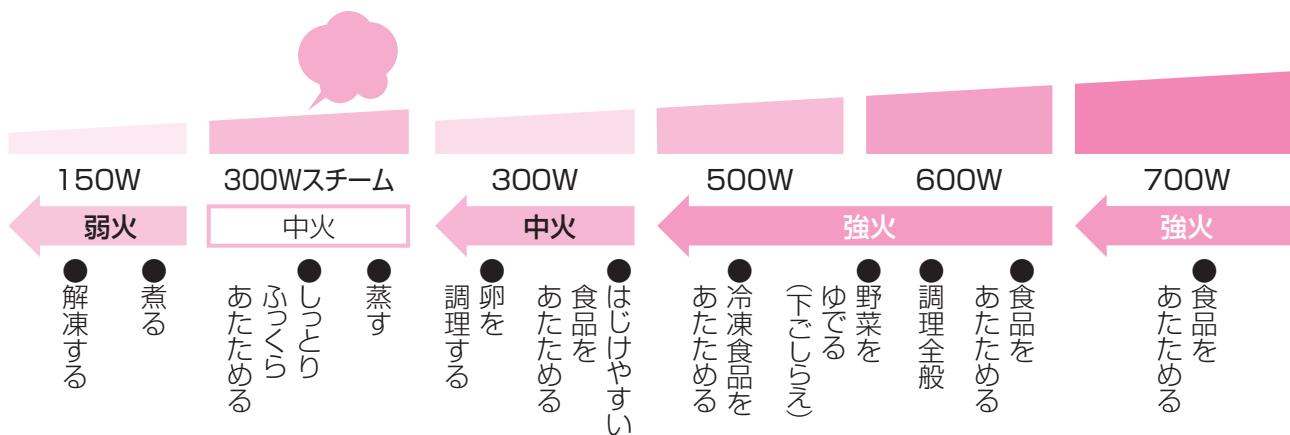 150W
300Wスチーム
300W
500W
600W
700W
弱火
中火
中火
強火
強火
●解凍する
●煮る
●しっとり
ふっくら
あたためる
●蒸す
●卵を
調理する
●はじけやすい
食品を
あたためる
●冷凍食品を
あたためる
●野菜を
ゆでる
（下ごしらえ）
●調理全般
●食品を
あたためる
●食品を
あたためる